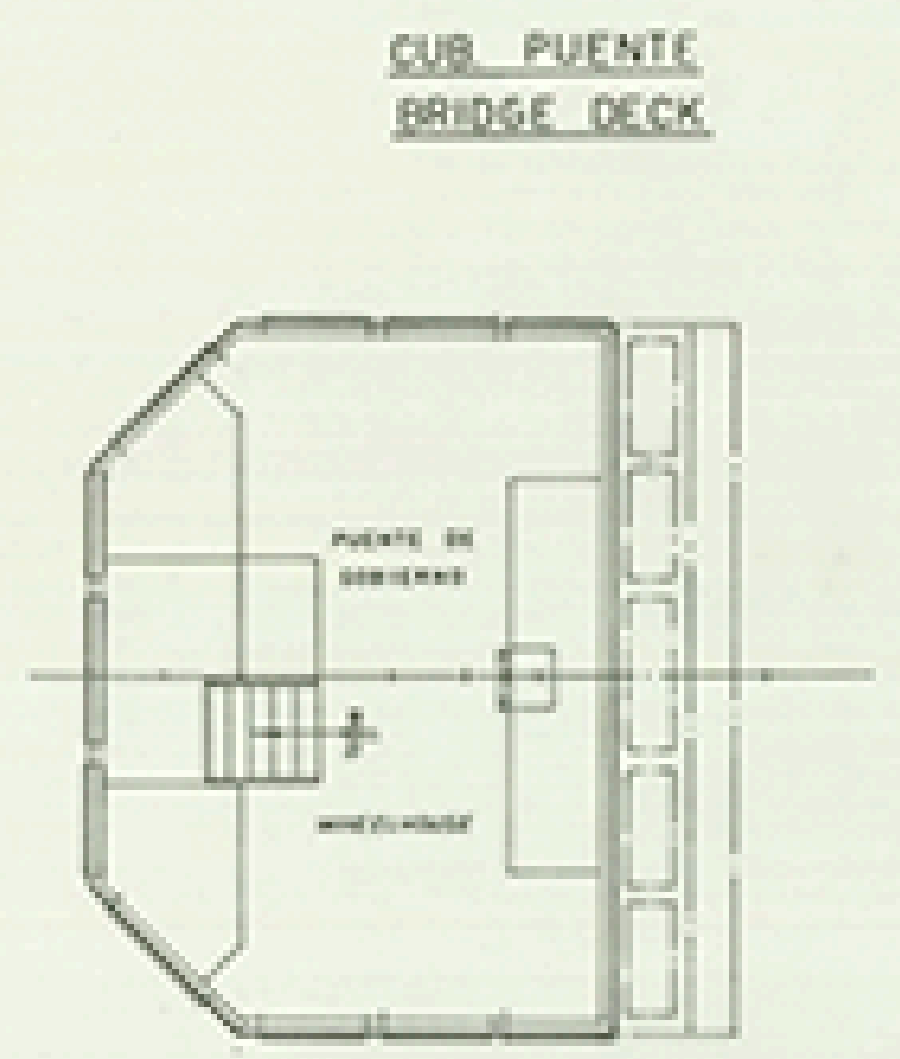 CUB. PUENTE
BRIDGE DECK
PUENTE DE
GOBIERNO
WHEELHOUSE